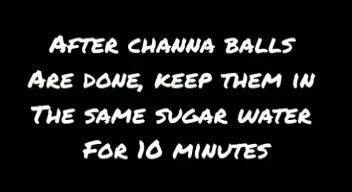 After channa balls
are done, keep them in
the same sugar water
for 10 minutes